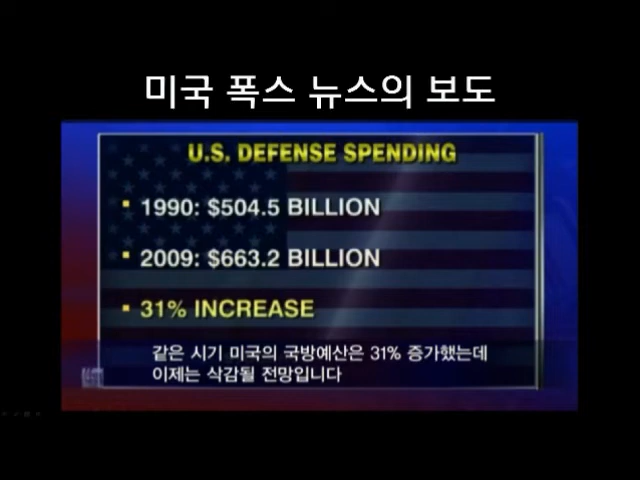 미국 폭스 뉴스의 보도
U.S. DEFENSE SPENDING
1990: $504.5 BILLION
2009: $663.2 BILLION
31% INCREASE
같은 시기 미국의 국방예산은 31% 증가했는데
이제는 삭감될 전망입니다